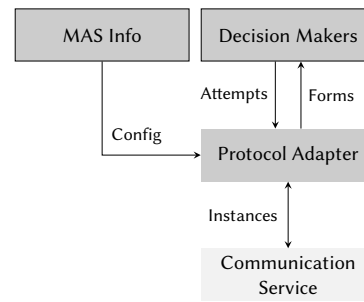 MAS Info
Decision Makers
Attempts
Forms
Config
Protocol Adapter
Instances
Communication
Service